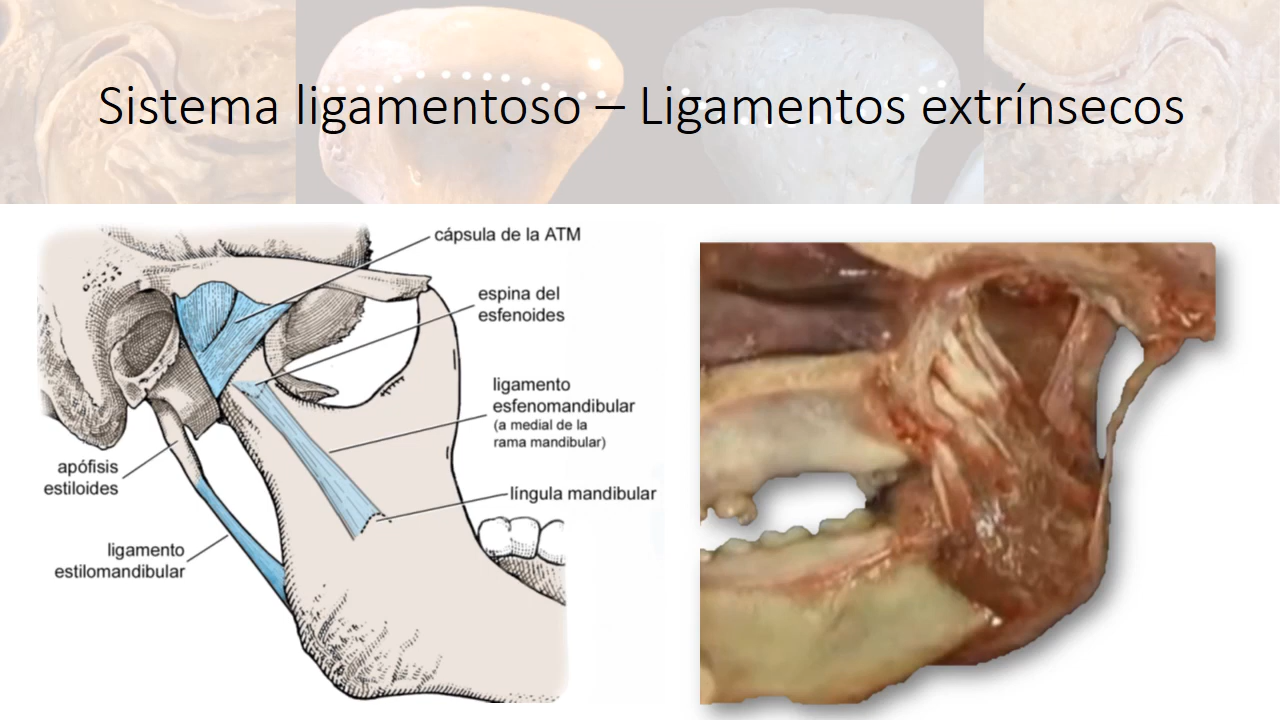 Sistema ligamentoso – Ligamentos extrínsecos
cápsula de la ATM
espina del
esfenoides
ligamento
esfenomandibular
(a medial de la
rama mandibular)
apófisis
estiloides
língula mandibular
ligamento
estilomandibular